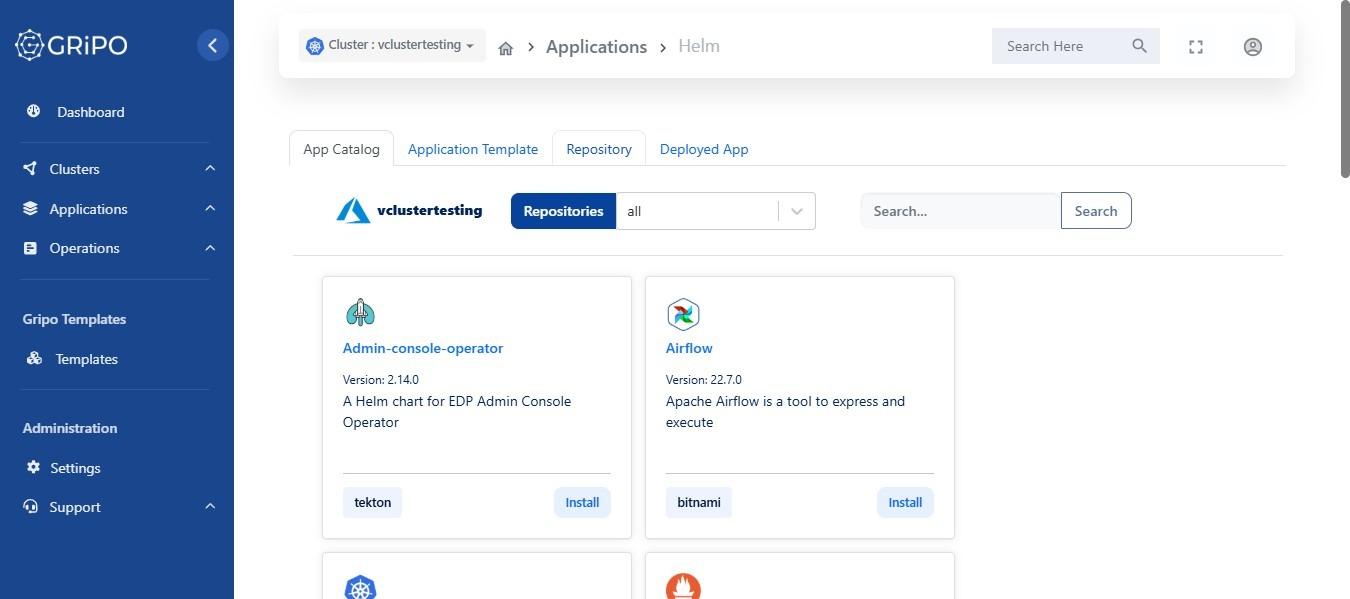 GRiPO
Cluster : vclustertesting
Applications
Helm
Search Here
Dashboard
Clusters
Applications
Operations
Gripo Templates
Templates
Administration
Settings
Support
App Catalog
Application Template
Repository
Deployed App
vclustertesting
Repositories
all
Search...
Search
Admin-console-operator
Version: 2.14.0
A Helm chart for EDP Admin Console
Operator
tekton
Install
Airflow
Version: 22.7.0
Apache Airflow is a tool to express and
execute
bitnami
Install